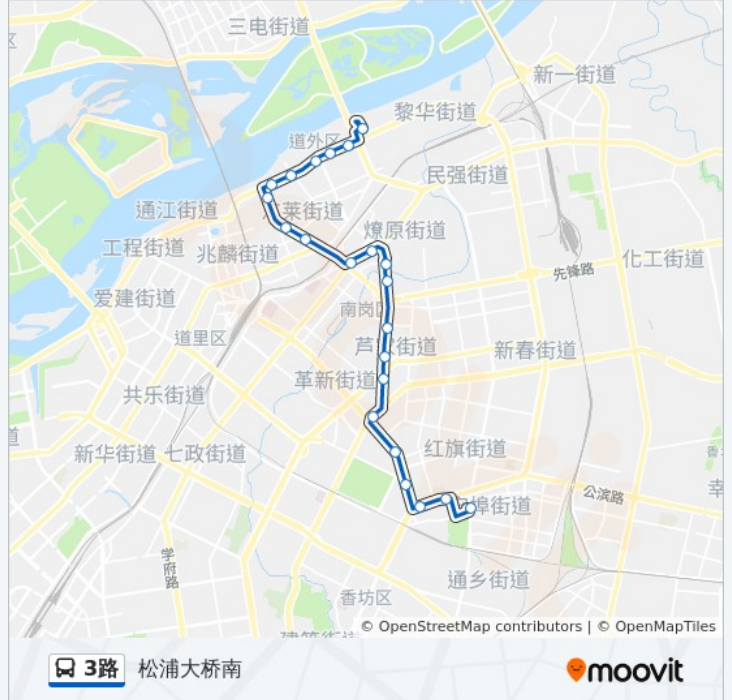 三电街道
区
新一街道
黎华街道
道外区
民强街道
通江街道
莱街道
燎原街道
工程街道
兆麟街道
化工街道
先锋路
爱建街道
南岗
道里区
芦家街道
新春街道
革新街道
共乐街道
道
红旗街道
新华街道
七政街道
香
幸
公滨路
埠街道
学府路
通乡街道
香坊区
© OpenStreetMap contributors | © OpenMapTiles
3路 松浦大桥南 moovit